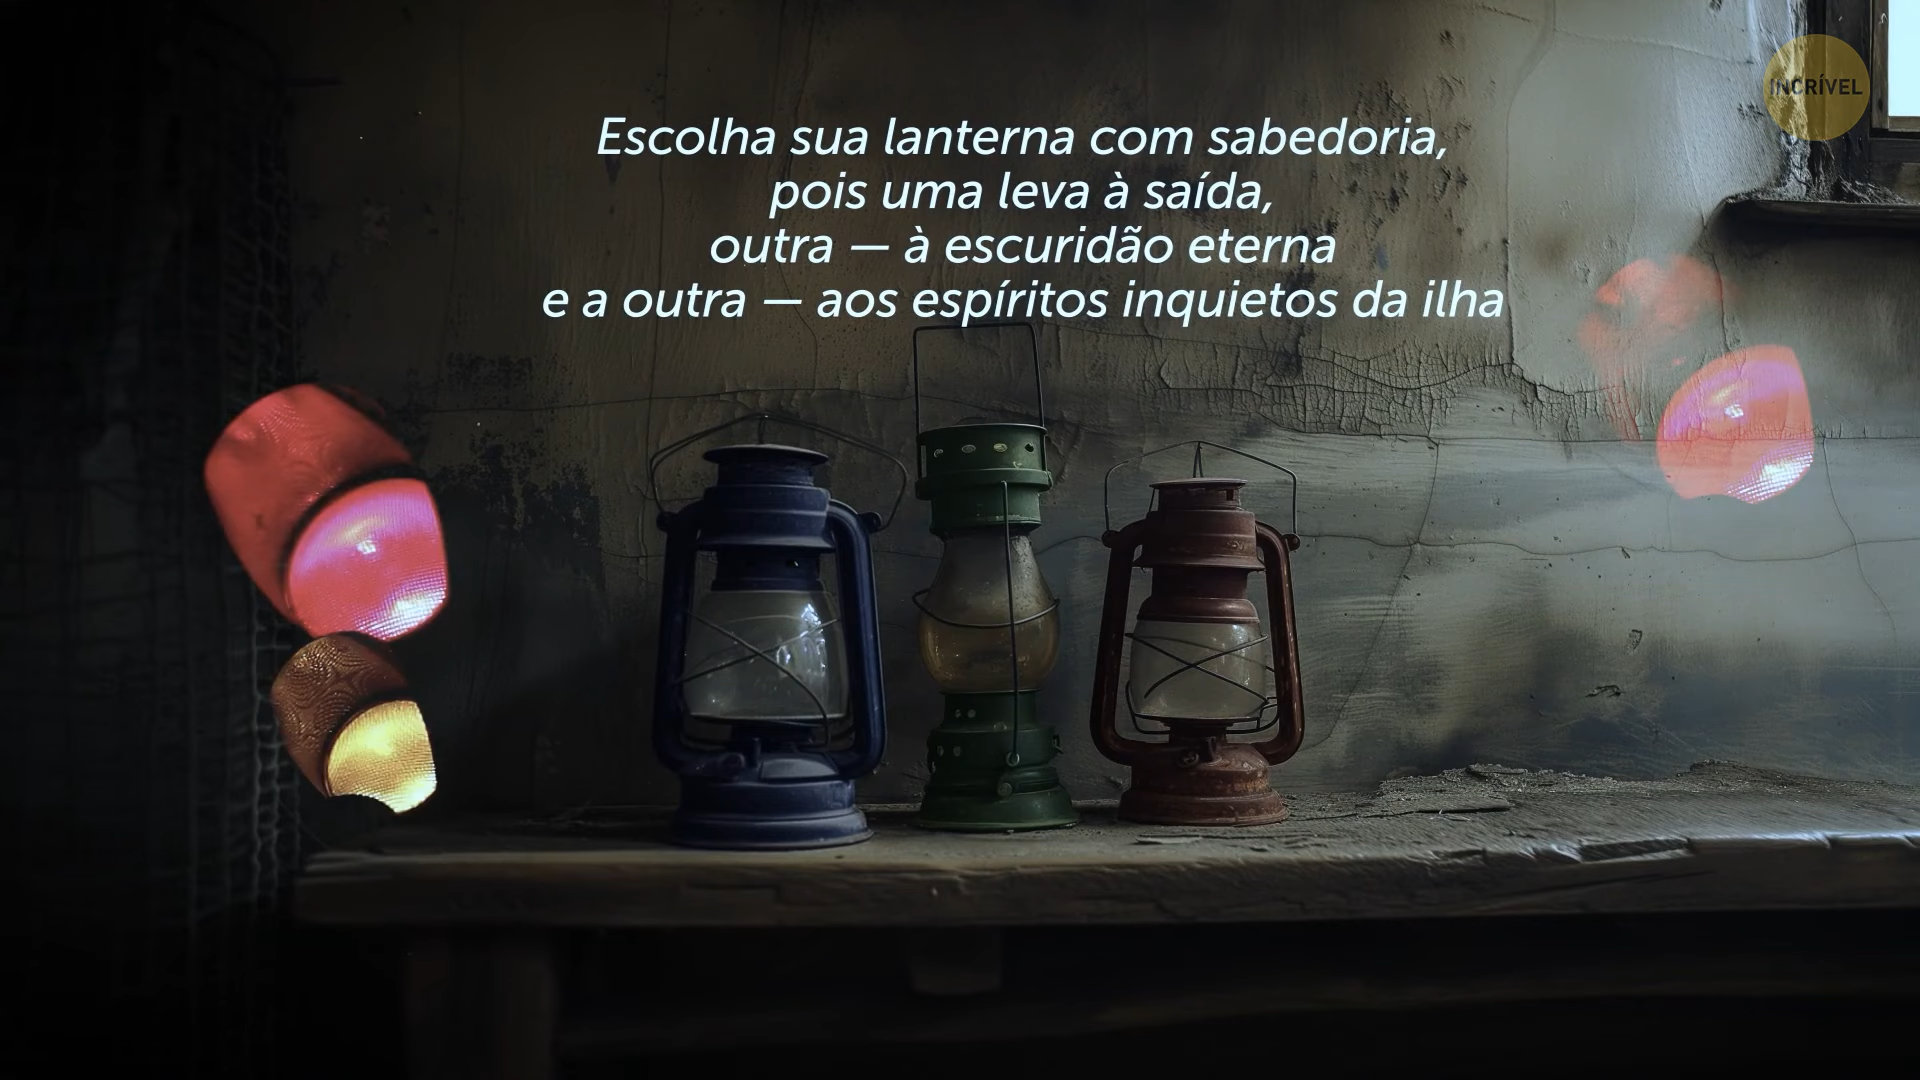 INCRÍVEL
Escolha sua lanterna com sabedoria,
pois uma leva à saída,
outra — à escuridão eterna
e a outra — aos espíritos inquietos da ilha